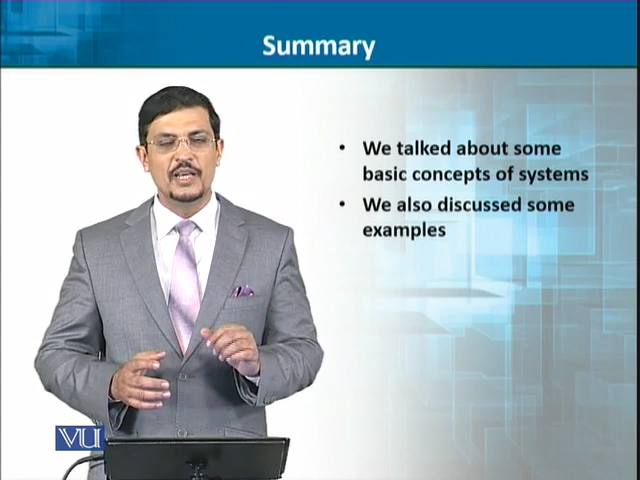 Summary
• We talked about some
basic concepts of systems
• We also discussed some
examples
VU